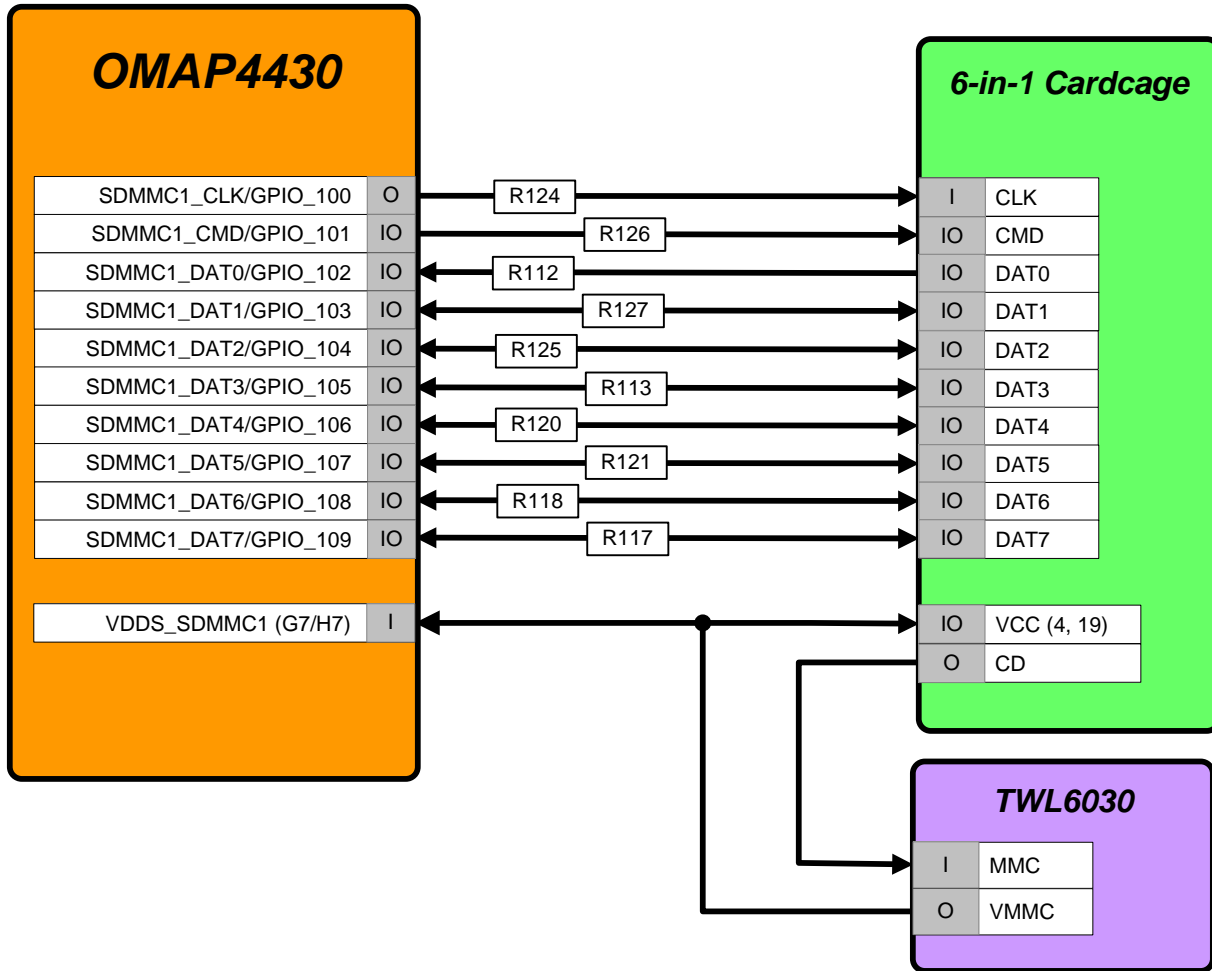 OMAP4430
6-in-1 Cardcage
SDMMC1_CLK/GPIO_100 O R124 I CLK
SDMMC1_CMD/GPIO_101 IO R126 IO CMD
SDMMC1_DAT0/GPIO_102 IO R112 IO DAT0
SDMMC1_DAT1/GPIO_103 IO R127 IO DAT1
SDMMC1_DAT2/GPIO_104 IO R125 IO DAT2
SDMMC1_DAT3/GPIO_105 IO R113 IO DAT3
SDMMC1_DAT4/GPIO_106 IO R120 IO DAT4
SDMMC1_DAT5/GPIO_107 IO R121 IO DAT5
SDMMC1_DAT6/GPIO_108 IO R118 IO DAT6
SDMMC1_DAT7/GPIO_109 IO R117 IO DAT7
VDDS_SDMMC1 (G7/H7) I IO VCC (4, 19)
O CD
TWL6030
I MMC
O VMMC